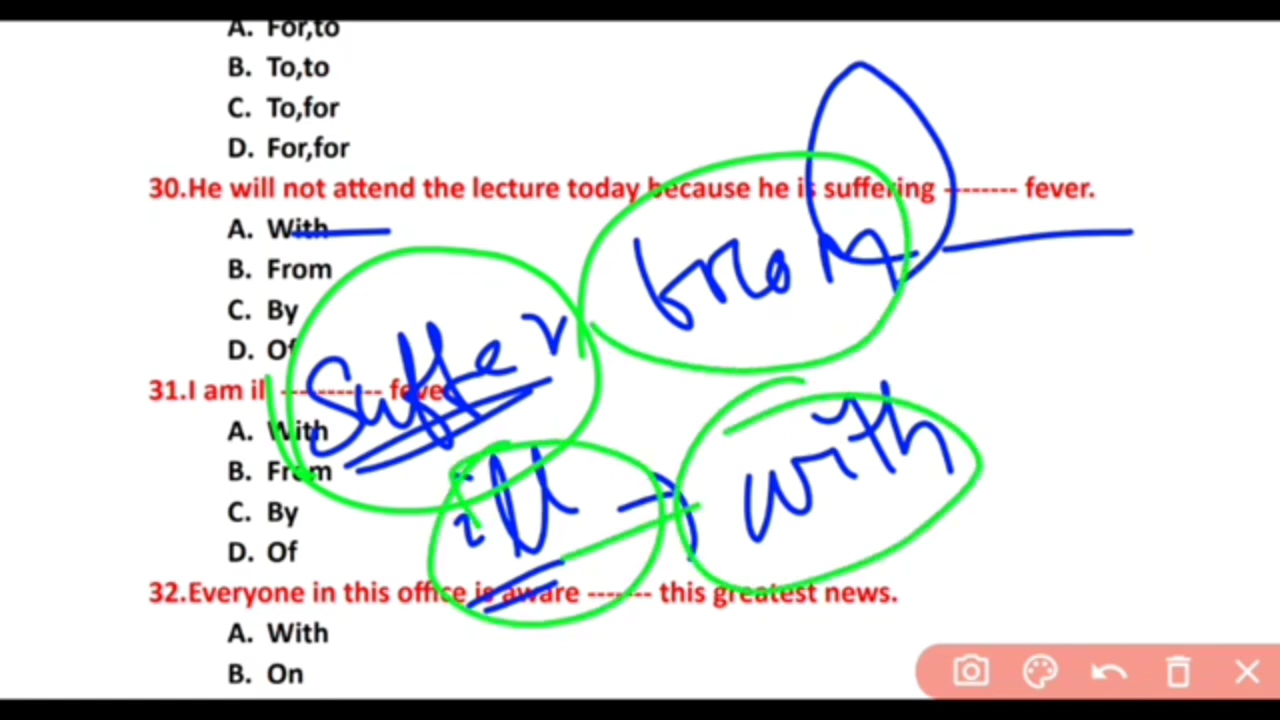 A. For,to
B. To,to
C. To,for
D. For,for
30.He will not attend the lecture today because he is suffering -------- fever.
A. With
B. From
C. By
D. Of
from
Suffer
31.I am ill ----------- fever
A. With
B. From
C. By
D. Of
ill → with
32.Everyone in this office is aware ------- this greatest news.
A. With
B. On